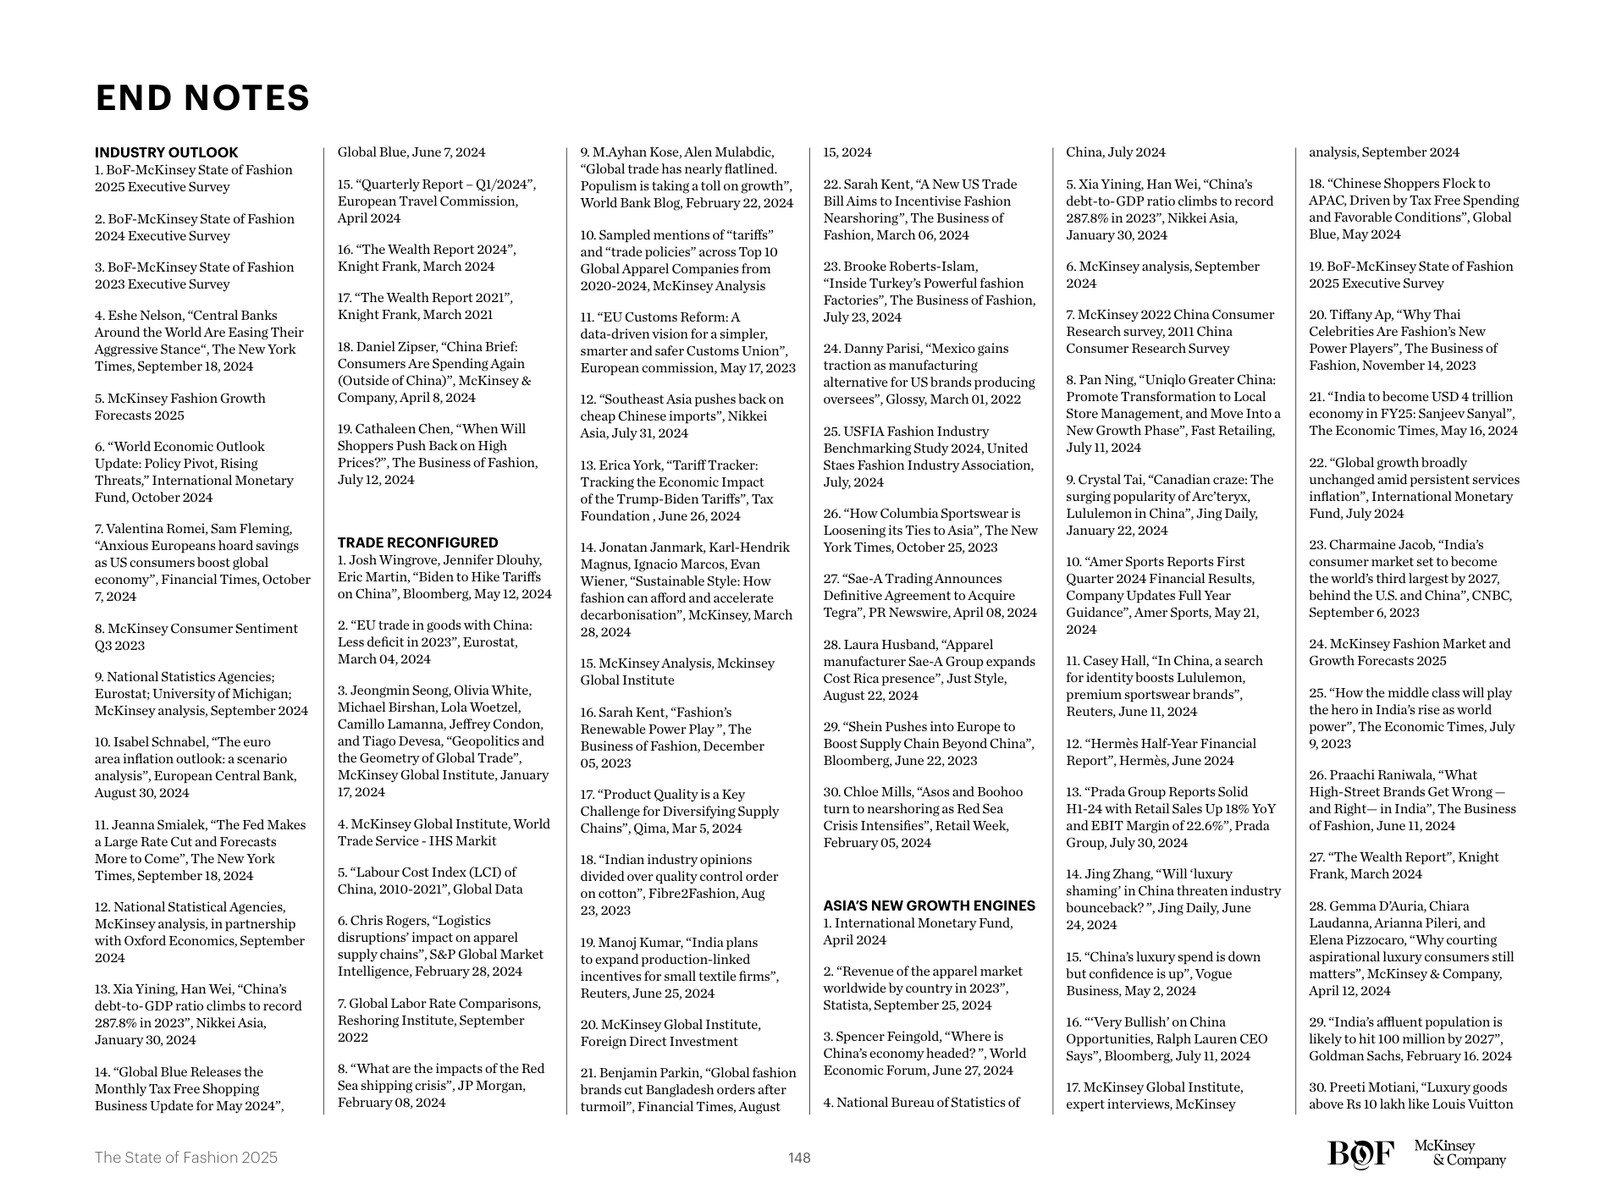 END NOTES
INDUSTRY OUTLOOK
1. BoF-McKinsey State of Fashion
2025 Executive Survey
2. BoF-McKinsey State of Fashion
2024 Executive Survey
3. BoF-McKinsey State of Fashion
2023 Executive Survey
4. Eshe Nelson, “Central Banks
Around the World Are Easing Their
Aggressive Stance“, The New York
Times, September 18, 2024
5. McKinsey Fashion Growth
Forecasts 2025
6. “World Economic Outlook
Update: Policy Pivot, Rising
Threats,” International Monetary
Fund, October 2024
7. Valentina Romei, Sam Fleming,
“Anxious Europeans hoard savings
as US consumers boost global
economy”, Financial Times, October
7, 2024
8. McKinsey Consumer Sentiment
Q3 2023
9. National Statistics Agencies;
Eurostat; University of Michigan;
McKinsey analysis, September 2024
10. Isabel Schnabel, “The euro
area inflation outlook: a scenario
analysis”, European Central Bank,
August 30, 2024
11. Jeanna Smialek, “The Fed Makes
a Large Rate Cut and Forecasts
More to Come”, The New York
Times, September 18, 2024
12. National Statistical Agencies,
McKinsey analysis, in partnership
with Oxford Economics, September
2024
13. Xia Yining, Han Wei, “China’s
debt-to-GDP ratio climbs to record
287.8% in 2023”, Nikkei Asia,
January 30, 2024
14. “Global Blue Releases the
Monthly Tax Free Shopping
Business Update for May 2024”,
Global Blue, June 7, 2024
15. “Quarterly Report – Q1/2024”,
European Travel Commission,
April 2024
16. “The Wealth Report 2024”,
Knight Frank, March 2024
17. “The Wealth Report 2021”,
Knight Frank, March 2021
18. Daniel Zipser, “China Brief:
Consumers Are Spending Again
(Outside of China)”, McKinsey &
Company, April 8, 2024
19. Cathaleen Chen, “When Will
Shoppers Push Back on High
Prices?”, The Business of Fashion,
July 12, 2024
TRADE RECONFIGURED
1. Josh Wingrove, Jennifer Dlouhy,
Eric Martin, “Biden to Hike Tariffs
on China”, Bloomberg, May 12, 2024
2. “EU trade in goods with China:
Less deficit in 2023”, Eurostat,
March 04, 2024
3. Jeongmin Seong, Olivia White,
Michael Birshan, Lola Woetzel,
Camillo Lamanna, Jeffrey Condon,
and Tiago Devesa, “Geopolitics and
the Geometry of Global Trade”,
McKinsey Global Institute, January
17, 2024
4. McKinsey Global Institute, World
Trade Service - IHS Markit
5. “Labour Cost Index (LCI) of
China, 2010-2021”, Global Data
6. Chris Rogers, “Logistics
disruptions’ impact on apparel
supply chains”, S&P Global Market
Intelligence, February 28, 2024
7. Global Labor Rate Comparisons,
Reshoring Institute, September
2022
8. “What are the impacts of the Red
Sea shipping crisis”, JP Morgan,
February 08, 2024
9. M.Ayhan Kose, Alen Mulabdic,
“Global trade has nearly flatlined.
Populism is taking a toll on growth”,
World Bank Blog, February 22, 2024
10. Sampled mentions of “tariffs”
and “trade policies” across Top 10
Global Apparel Companies from
2020-2024, McKinsey Analysis
11. “EU Customs Reform: A
data-driven vision for a simpler,
smarter and safer Customs Union”,
European commission, May 17, 2023
12. “Southeast Asia pushes back on
cheap Chinese imports”, Nikkei
Asia, July 31, 2024
13. Erica York, “Tariff Tracker:
Tracking the Economic Impact
of the Trump-Biden Tariffs”, Tax
Foundation , June 26, 2024
14. Jonatan Janmark, Karl-Hendrik
Magnus, Ignacio Marcos, Evan
Wiener, “Sustainable Style: How
fashion can afford and accelerate
decarbonisation”, McKinsey, March
28, 2024
15. McKinsey Analysis, Mckinsey
Global Institute
16. Sarah Kent, “Fashion’s
Renewable Power Play ”, The
Business of Fashion, December
05, 2023
17. “Product Quality is a Key
Challenge for Diversifying Supply
Chains”, Qima, Mar 5, 2024
18. “Indian industry opinions
divided over quality control order
on cotton”, Fibre2Fashion, Aug
23, 2023
19. Manoj Kumar, “India plans
to expand production-linked
incentives for small textile firms”,
Reuters, June 25, 2024
20. McKinsey Global Institute,
Foreign Direct Investment
21. Benjamin Parkin, “Global fashion
brands cut Bangladesh orders after
turmoil”, Financial Times, August
15, 2024
22. Sarah Kent, “A New US Trade
Bill Aims to Incentivise Fashion
Nearshoring”, The Business of
Fashion, March 06, 2024
23. Brooke Roberts-Islam,
“Inside Turkey’s Powerful fashion
Factories”, The Business of Fashion,
July 23, 2024
24. Danny Parisi, “Mexico gains
traction as manufacturing
alternative for US brands producing
oversees”, Glossy, March 01, 2022
25. USFIA Fashion Industry
Benchmarking Study 2024, United
Staes Fashion Industry Association,
July, 2024
26. “How Columbia Sportswear is
Loosening its Ties to Asia”, The New
York Times, October 25, 2023
27. “Sae-A Trading Announces
Definitive Agreement to Acquire
Tegra”, PR Newswire, April 08, 2024
28. Laura Husband, “Apparel
manufacturer Sae-A Group expands
Cost Rica presence”, Just Style,
August 22, 2024
29. “Shein Pushes into Europe to
Boost Supply Chain Beyond China”,
Bloomberg, June 22, 2023
30. Chloe Mills, “Asos and Boohoo
turn to nearshoring as Red Sea
Crisis Intensifies”, Retail Week,
February 05, 2024
ASIA’S NEW GROWTH ENGINES
1. International Monetary Fund,
April 2024
2. “Revenue of the apparel market
worldwide by country in 2023”,
Statista, September 25, 2024
3. Spencer Feingold, “Where is
China’s economy headed? ”, World
Economic Forum, June 27, 2024
4. National Bureau of Statistics of
China, July 2024
5. Xia Yining, Han Wei, “China’s
debt-to-GDP ratio climbs to record
287.8% in 2023”, Nikkei Asia,
January 30, 2024
6. McKinsey analysis, September
2024
7. McKinsey 2022 China Consumer
Research survey, 2011 China
Consumer Research Survey
8. Pan Ning, “Uniqlo Greater China:
Promote Transformation to Local
Store Management, and Move Into a
New Growth Phase”, Fast Retailing,
July 11, 2024
9. Crystal Tai, “Canadian craze: The
surging popularity of Arc’teryx,
Lululemon in China”, Jing Daily,
January 22, 2024
10. “Amer Sports Reports First
Quarter 2024 Financial Results,
Company Updates Full Year
Guidance”, Amer Sports, May 21,
2024
11. Casey Hall, “In China, a search
for identity boosts Lululemon,
premium sportswear brands”,
Reuters, June 11, 2024
12. “Hermès Half-Year Financial
Report”, Hermès, June 2024
13. “Prada Group Reports Solid
H1-24 with Retail Sales Up 18% YoY
and EBIT Margin of 22.6%”, Prada
Group, July 30, 2024
14. Jing Zhang, “Will ‘luxury
shaming’ in China threaten industry
bounceback? ”, Jing Daily, June
24, 2024
15. “China’s luxury spend is down
but confidence is up”, Vogue
Business, May 2, 2024
16. “‘Very Bullish’ on China
Opportunities, Ralph Lauren CEO
Says”, Bloomberg, July 11, 2024
17. McKinsey Global Institute,
expert interviews, McKinsey
analysis, September 2024
18. “Chinese Shoppers Flock to
APAC, Driven by Tax Free Spending
and Favorable Conditions”, Global
Blue, May 2024
19. BoF-McKinsey State of Fashion
2025 Executive Survey
20. Tiffany Ap, “Why Thai
Celebrities Are Fashion’s New
Power Players”, The Business of
Fashion, November 14, 2023
21. “India to become USD 4 trillion
economy in FY25: Sanjeev Sanyal”,
The Economic Times, May 16, 2024
22. “Global growth broadly
unchanged amid persistent services
inflation”, International Monetary
Fund, July 2024
23. Charmaine Jacob, “India’s
consumer market set to become
the world’s third largest by 2027,
behind the U.S. and China”, CNBC,
September 6, 2023
24. McKinsey Fashion Market and
Growth Forecasts 2025
25. “How the middle class will play
the hero in India’s rise as world
power”, The Economic Times, July
9, 2023
26. Praachi Raniwala, “What
High-Street Brands Get Wrong —
and Right— in India”, The Business
of Fashion, June 11, 2024
27. “The Wealth Report”, Knight
Frank, March 2024
28. Gemma D’Auria, Chiara
Laudanna, Arianna Pileri, and
Elena Pizzocaro, “Why courting
aspirational luxury consumers still
matters”, McKinsey & Company,
April 12, 2024
29. “India’s affluent population is
likely to hit 100 million by 2027”,
Goldman Sachs, February 16. 2024
30. Preeti Motiani, “Luxury goods
above Rs 10 lakh like Louis Vuitton
The State of Fashion 2025
148
BOF
McKinsey
& Company